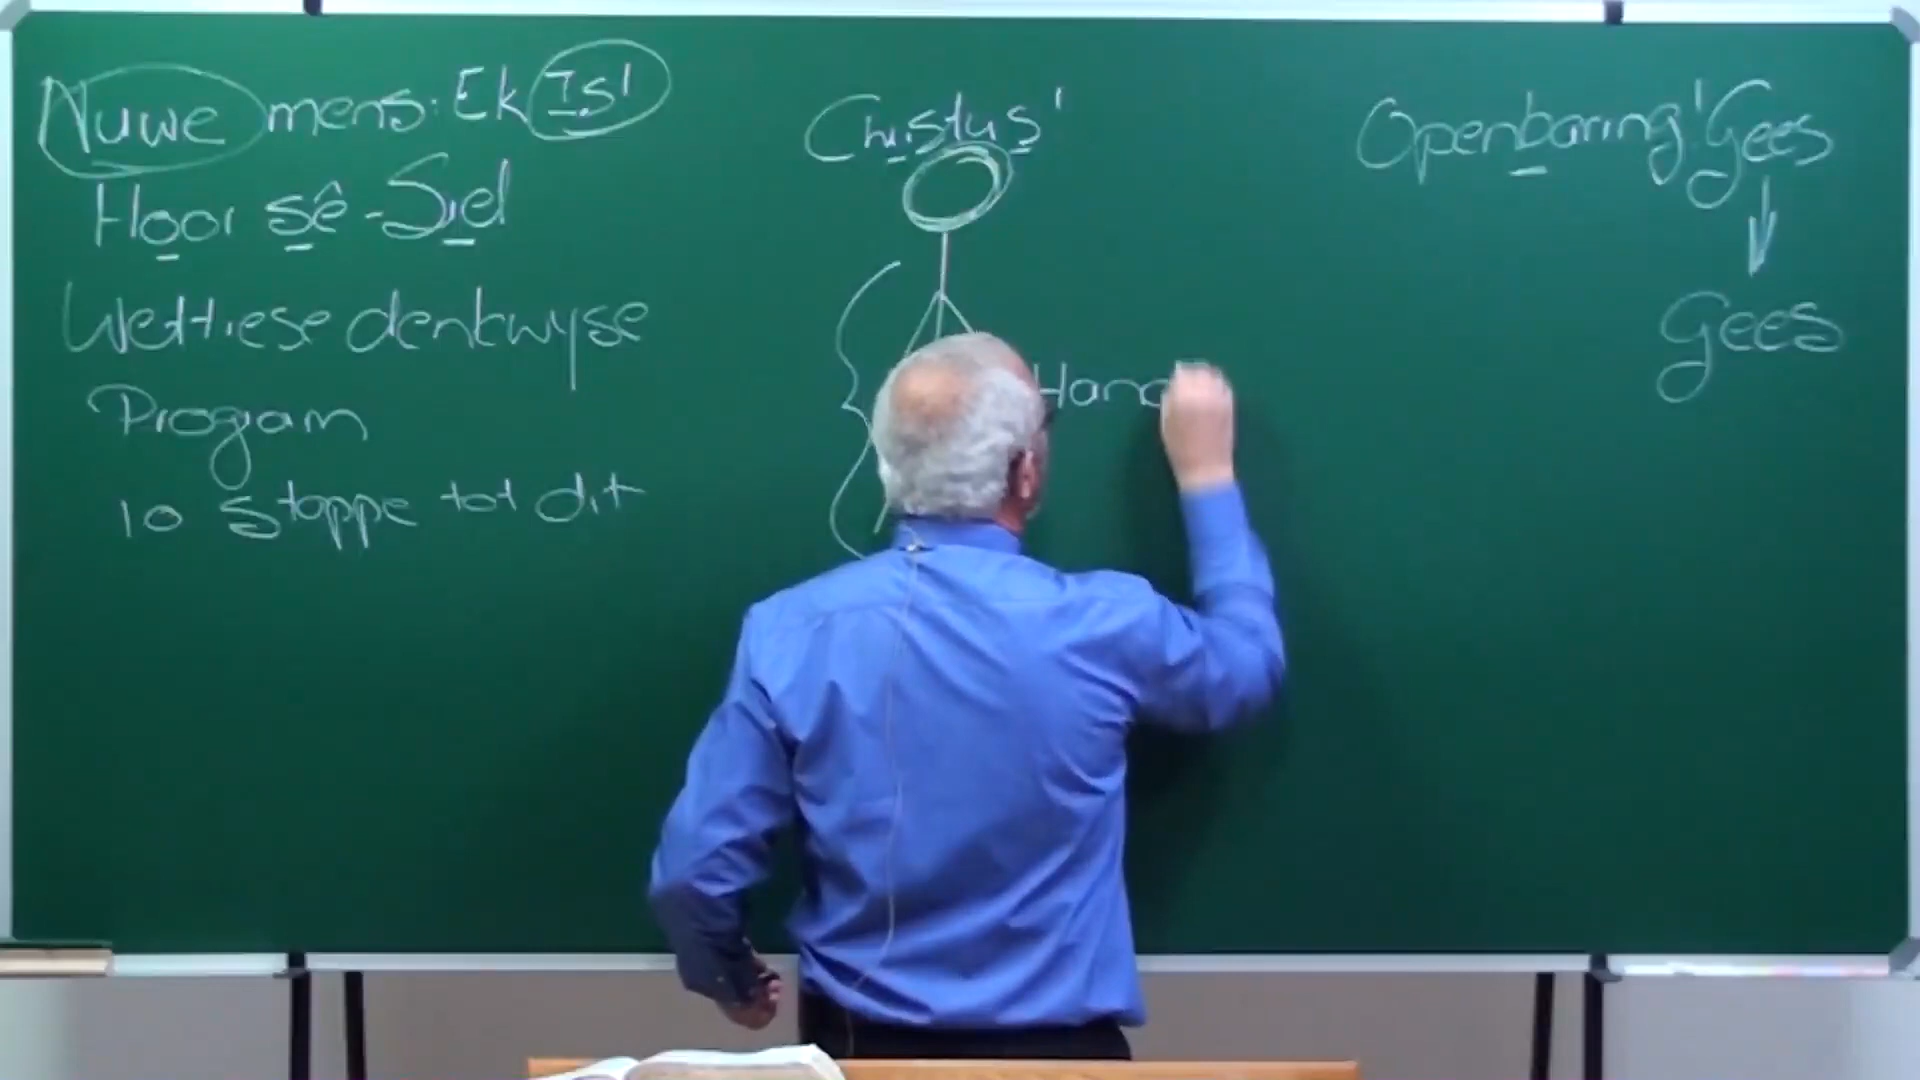 Nuwe mens: Ek Is!
Hoor sê - Siel
Wettiese denkwyse
Program
10 stappe tot dit
Christus!
Hand
Openbaring! Gees
Gees